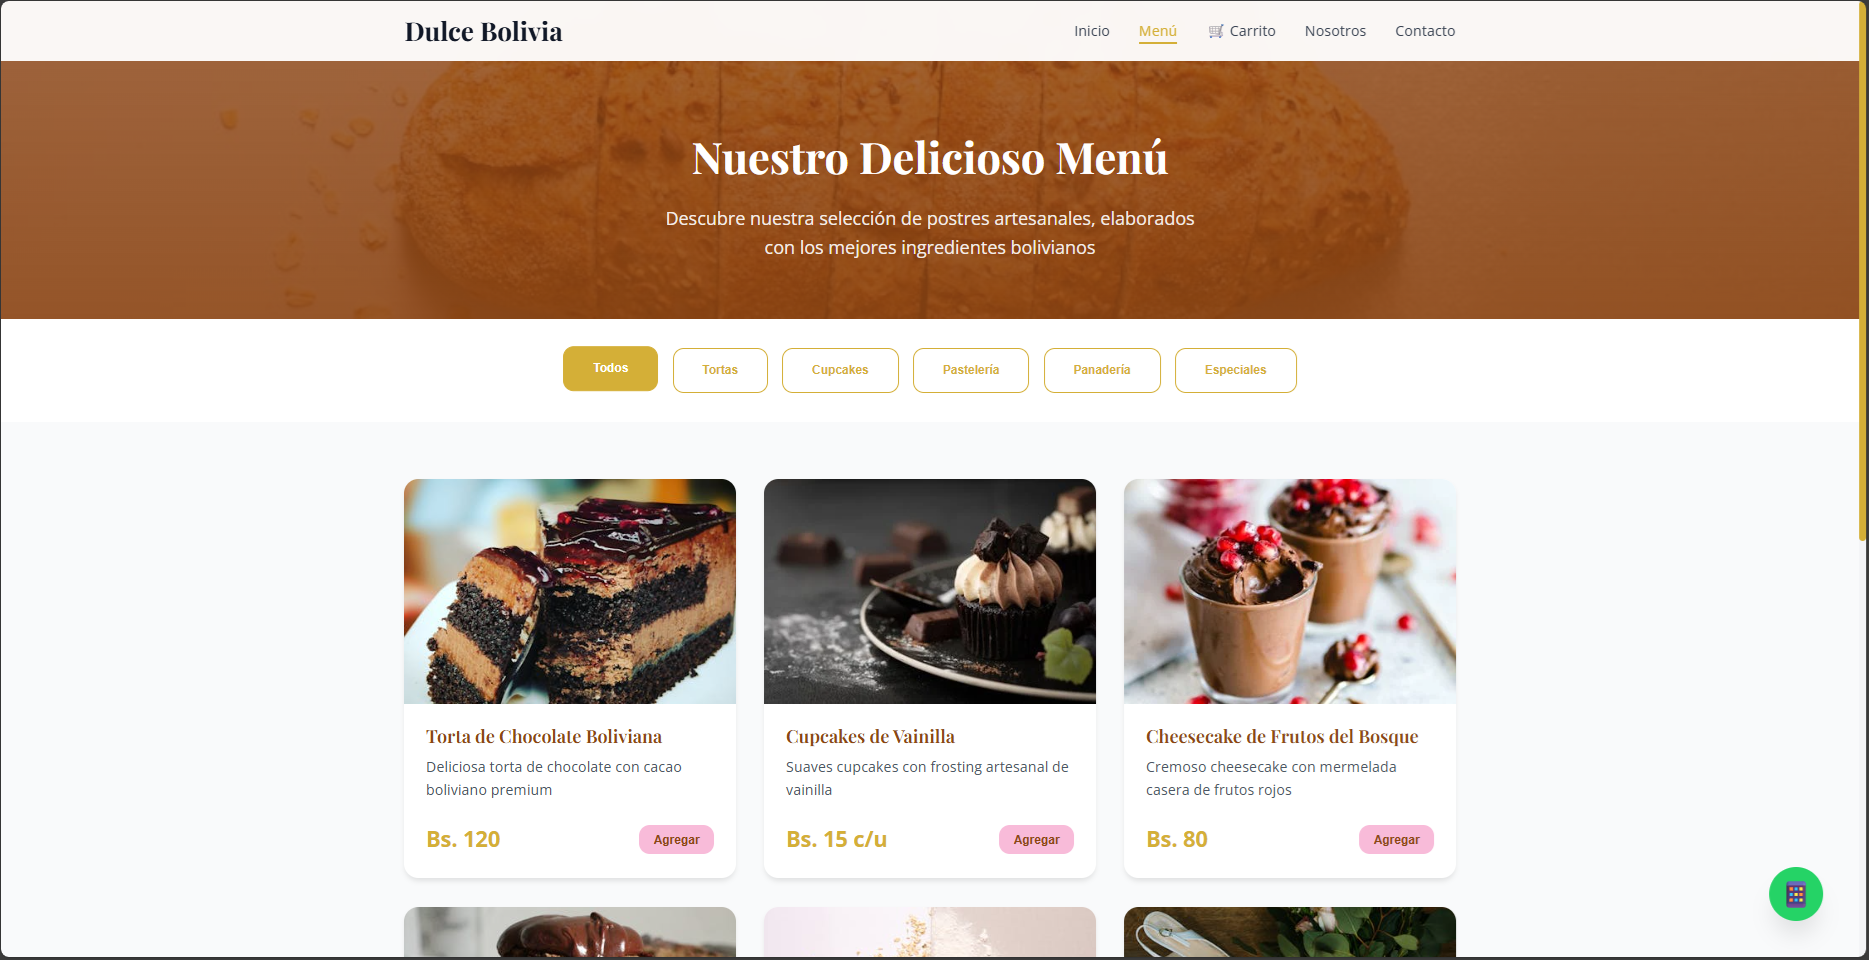 Dulce Bolivia
Inicio
Menú
🛒 Carrito
Nosotros
Contacto
Nuestro Delicioso Menú
Descubre nuestra selección de postres artesanales, elaborados
con los mejores ingredientes bolivianos
Todos
Tortas
Cupcakes
Pastelería
Panadería
Especiales
Torta de Chocolate Boliviana
Deliciosa torta de chocolate con cacao
boliviano premium
Bs. 120
Agregar
Cupcakes de Vainilla
Suaves cupcakes con frosting artesanal de
vainilla
Bs. 15 c/u
Agregar
Cheesecake de Frutos del Bosque
Cremoso cheesecake con mermelada
casera de frutos rojos
Bs. 80
Agregar